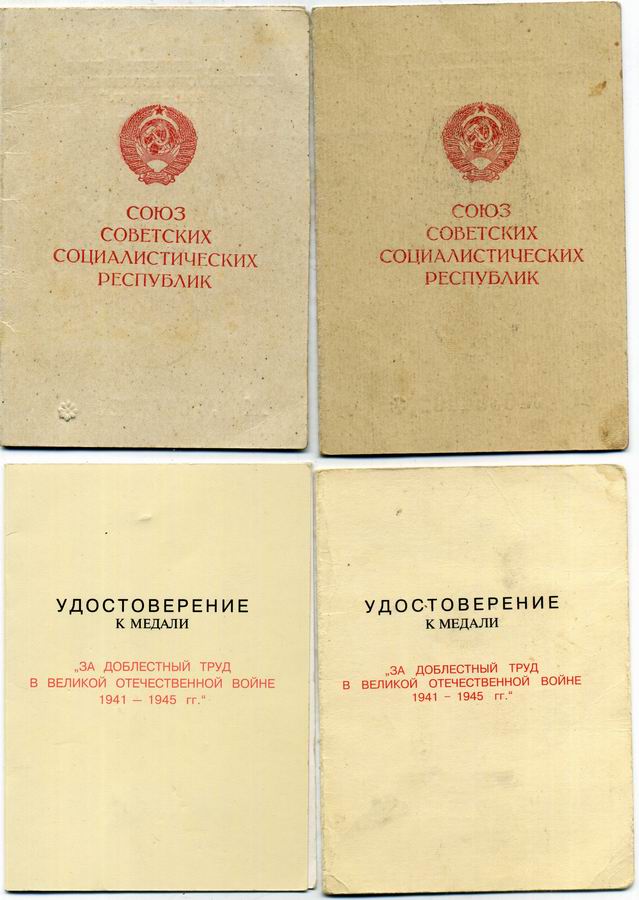 СОЮЗ
СОВЕТСКИХ
СОЦИАЛИСТИЧЕСКИХ
РЕСПУБЛИК
СОЮЗ
СОВЕТСКИХ
СОЦИАЛИСТИЧЕСКИХ
РЕСПУБЛИК
УДОСТОВЕРЕНИЕ
К МЕДАЛИ
„ЗА ДОБЛЕСТНЫЙ ТРУД
В ВЕЛИКОЙ ОТЕЧЕСТВЕННОЙ ВОЙНЕ
1941 — 1945 гг.“
УДОСТОВЕРЕНИЕ
К МЕДАЛИ
„ЗА ДОБЛЕСТНЫЙ ТРУД
В ВЕЛИКОЙ ОТЕЧЕСТВЕННОЙ ВОЙНЕ
1941 – 1945 гг.“